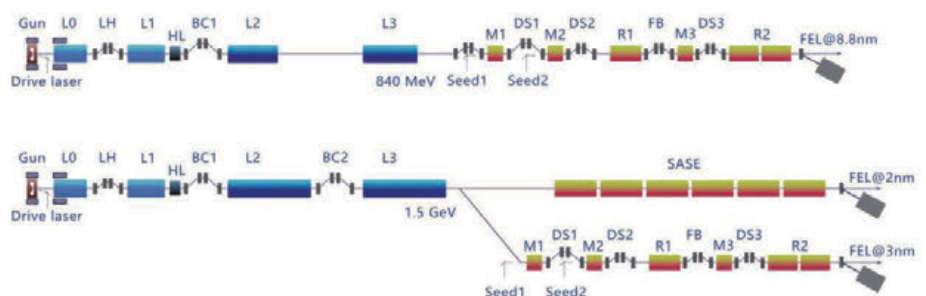 Gun L0 LH L1 HL BC1 L2 L3 M1 DS1 M2 DS2 R1 FB M3 DS3 R2 FEL@8.8nm
Drive laser 840 MeV Seed1 Seed2
Gun L0 LH L1 HL BC1 L2 BC2 L3 SASE FEL@2nm
Drive laser 1.5 GeV
M1 DS1 M2 DS2 R1 FB M3 DS3 R2 FEL@3nm
Seed1 Seed2